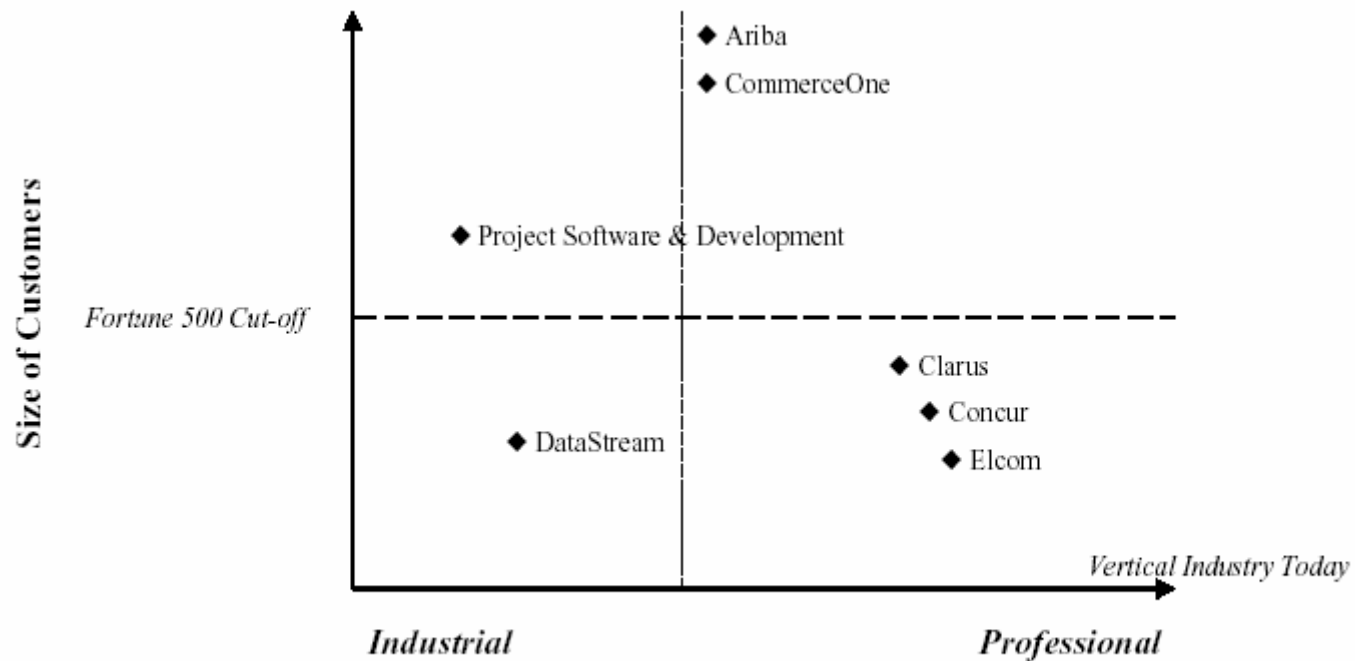 Ariba
CommerceOne
Project Software & Development
Size of Customers
Fortune 500 Cut-off
Clarus
Concur
DataStream
Elcom
Vertical Industry Today
Industrial
Professional